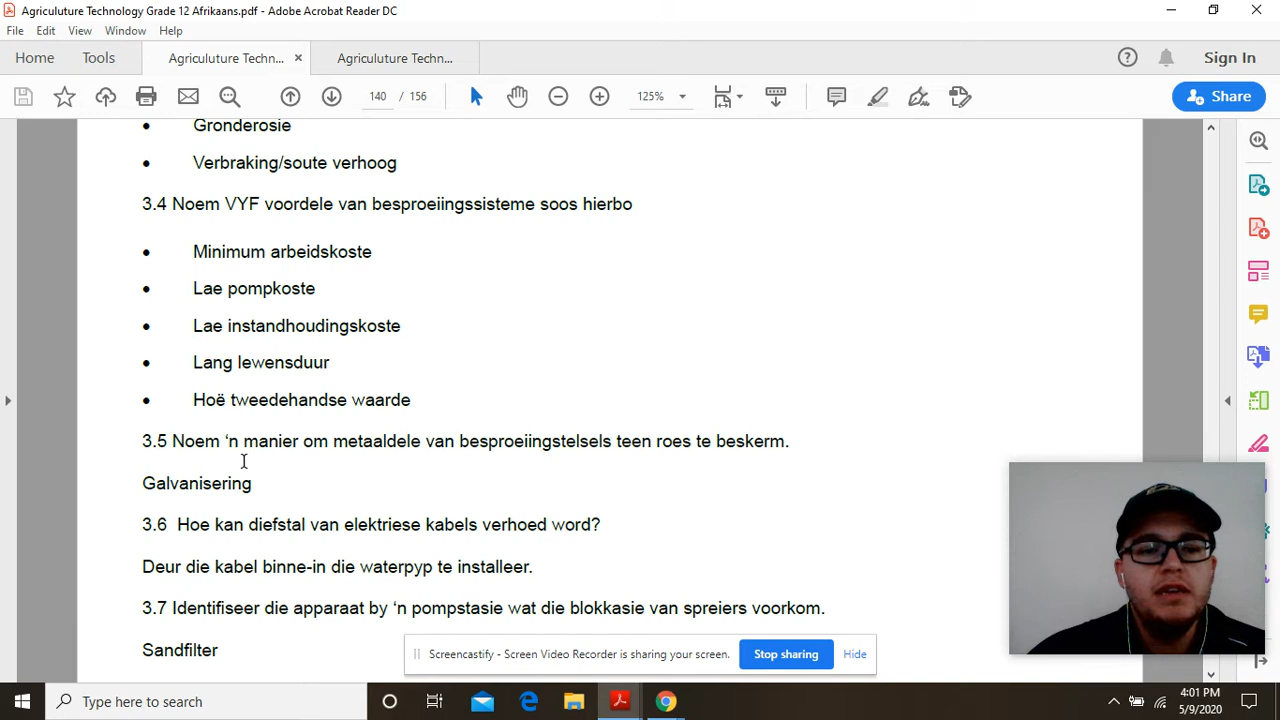 Agriculuture Technology Grade 12 Afrikaans.pdf - Adobe Acrobat Reader DC
File Edit View Window Help
Home Tools Agriculuture Techn... × Agriculuture Techn... Sign In
140 / 156 125% Share
• Gronderosie
• Verbraking/soute verhoog
3.4 Noem VYF voordele van besproeiingssisteme soos hierbo
• Minimum arbeidskoste
• Lae pompkoste
• Lae instandhoudingskoste
• Lang lewensduur
• Hoë tweedehandse waarde
3.5 Noem ‘n manier om metaaldele van besproeiingstelsels teen roes te beskerm.
Galvanisering
3.6 Hoe kan diefstal van elektriese kabels verhoed word?
Deur die kabel binne-in die waterpyp te installeer.
3.7 Identifiseer die apparaat by ‘n pompstasie wat die blokkasie van spreiers voorkom.
Sandfilter
Screencastify - Screen Video Recorder is sharing your screen. Stop sharing Hide
Type here to search
4:01 PM
5/9/2020